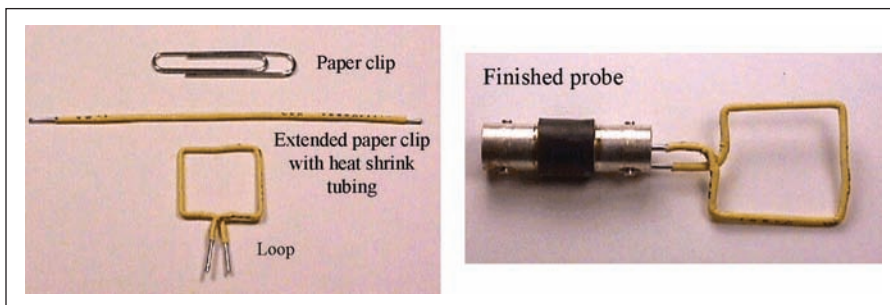 Paper clip
Extended paper clip
with heat shrink
tubing
Loop
Finished probe